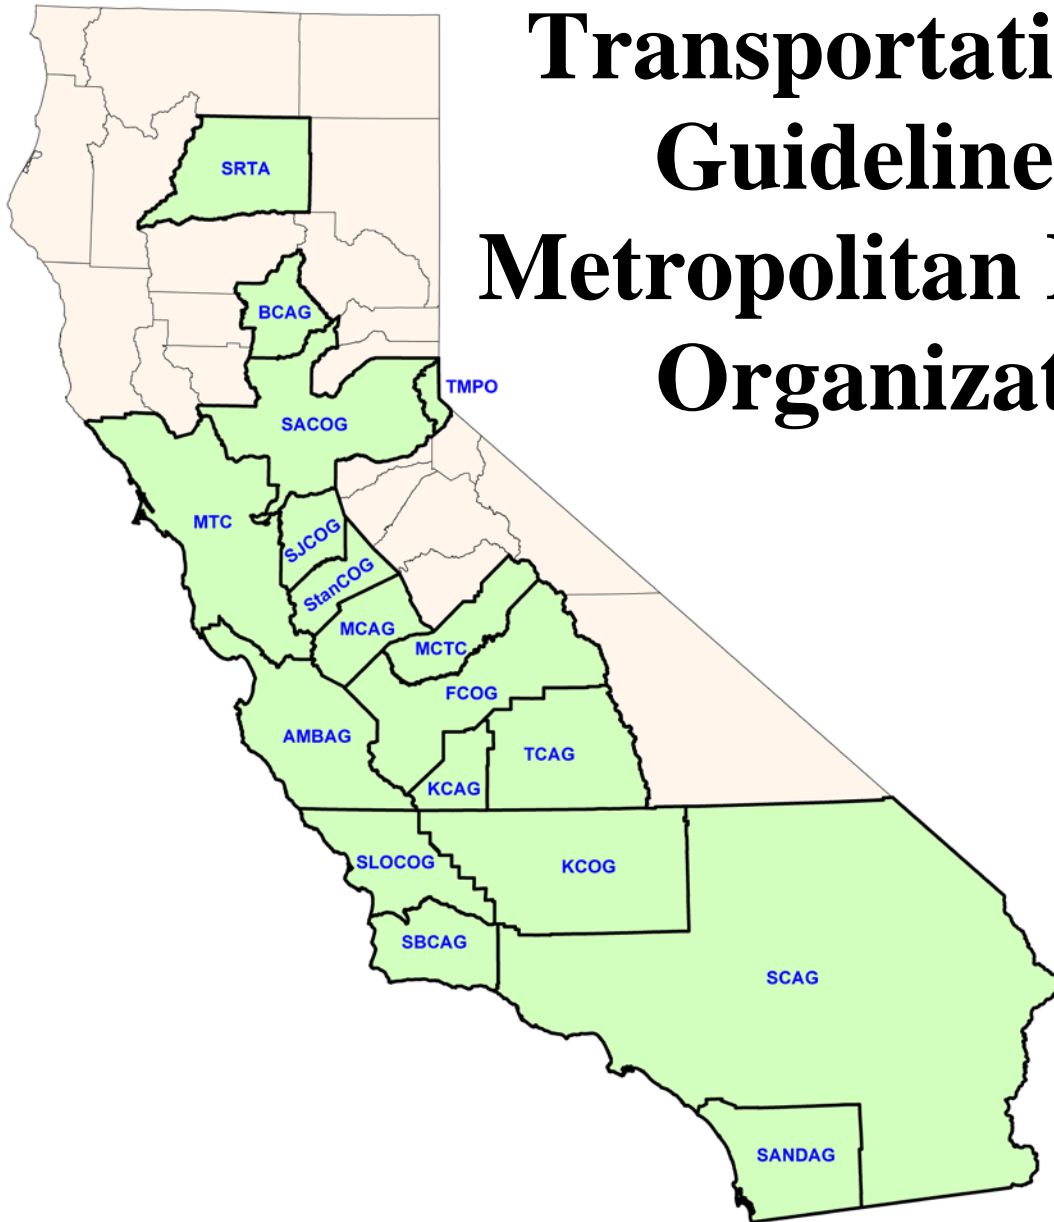 Transportati
Guideline
Metropolitan
Organizat
SRTA
BCAG
TMPO
SACOG
MTC
SJCOG
StanCOG
MCAG
MCTC
FCOG
AMBAG
TCAG
KCAG
SLOCOG
KCOG
SBCAG
SCAG
SANDAG